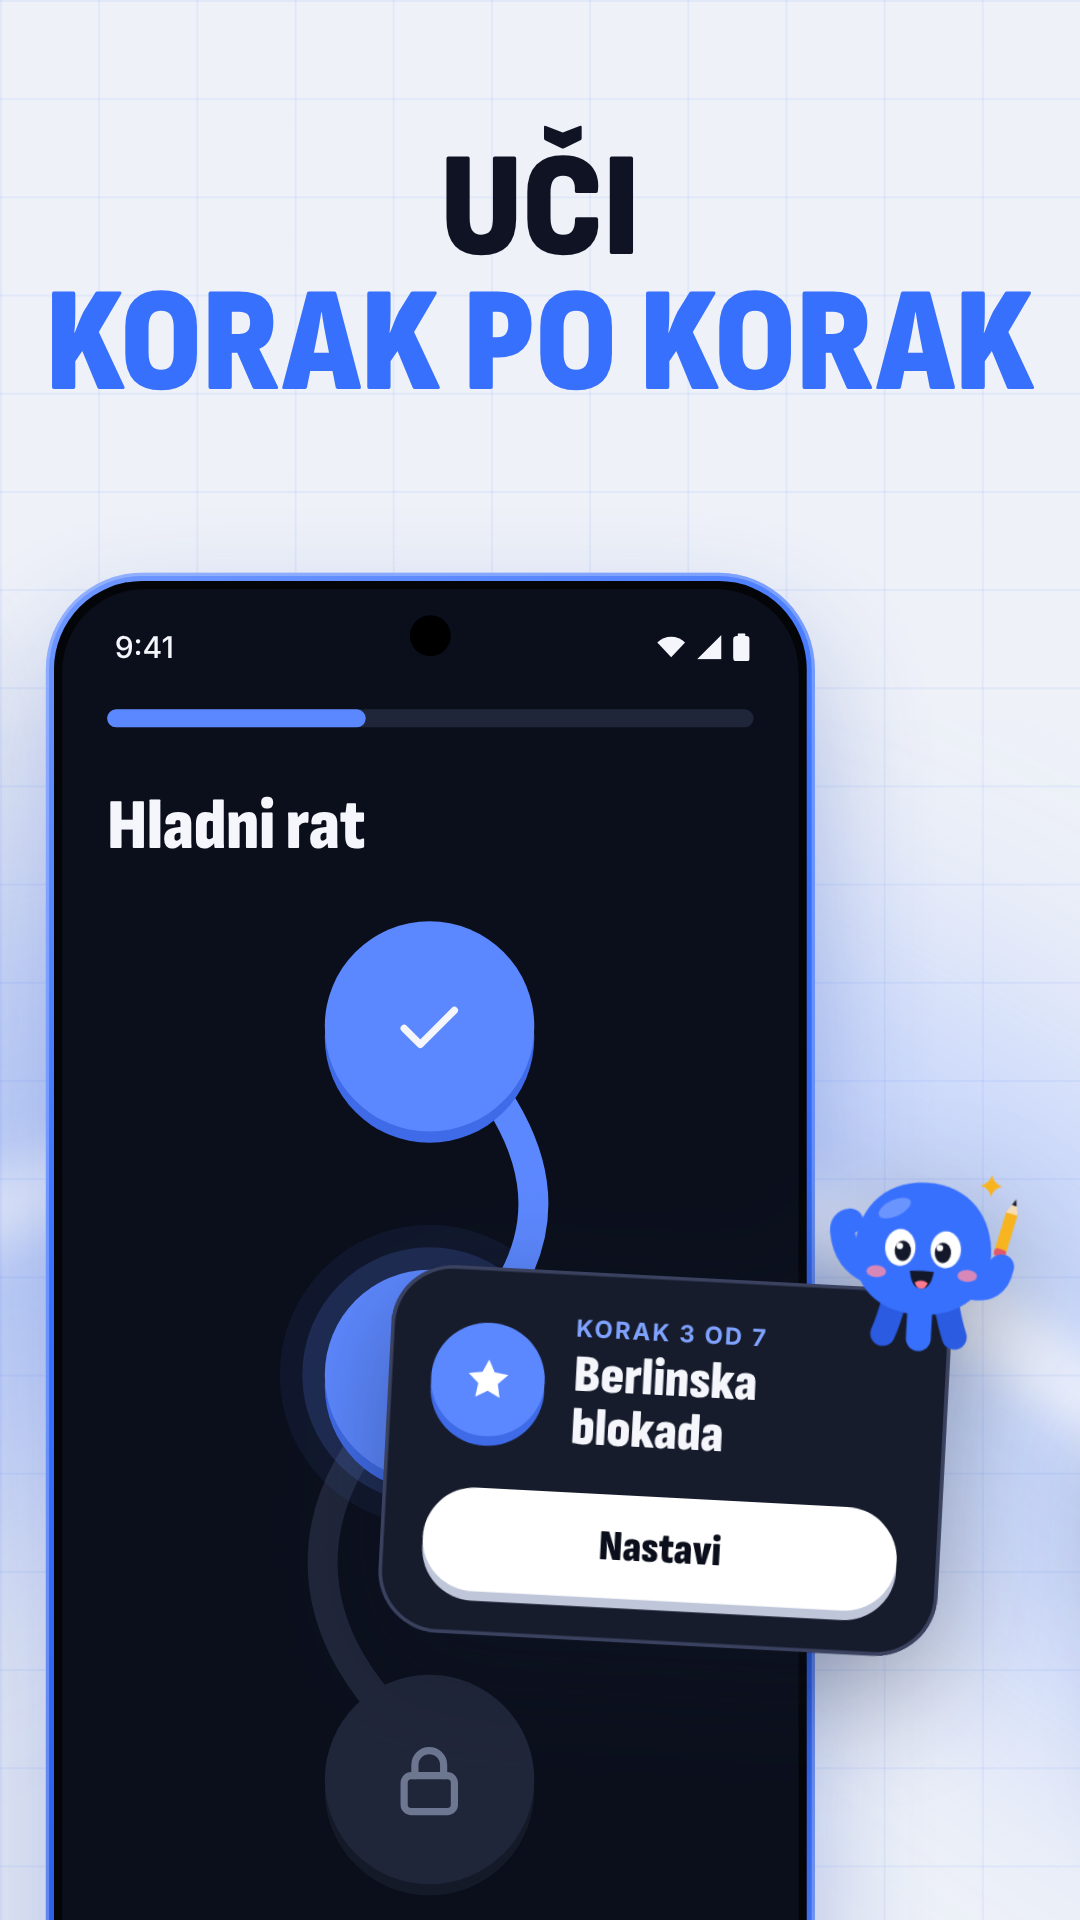 UČI
KORAK PO KORAK
9:41
Hladni rat
KORAK 3 OD 7
Berlinska
blokada
Nastavi